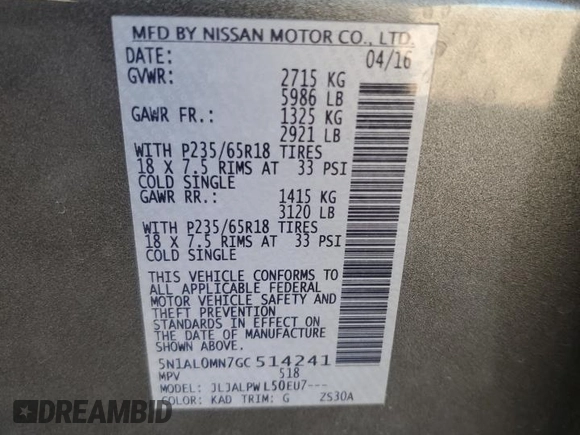 MFD BY NISSAN MOTOR CO., LTD.
DATE: 04/16
GVWR: 2715 KG
5986 LB
GAWR FR.: 1325 KG
2921 LB
WITH P235/65R18 TIRES
18 X 7.5 RIMS AT 33 PSI
COLD SINGLE
GAWR RR.: 1415 KG
3120 LB
WITH P235/65R18 TIRES
18 X 7.5 RIMS AT 33 PSI
COLD SINGLE
THIS VEHICLE CONFORMS TO
ALL APPLICABLE FEDERAL
MOTOR VEHICLE SAFETY AND
THEFT PREVENTION
STANDARDS IN EFFECT ON
THE DATE OF MANUFACTURE
SHOWN ABOVE.
5N1AL0MN7GC514241
MPV 518
MODEL: JLJALPWL50EU7---
COLOR: KAD TRIM: G ZS30A
DREAMBID